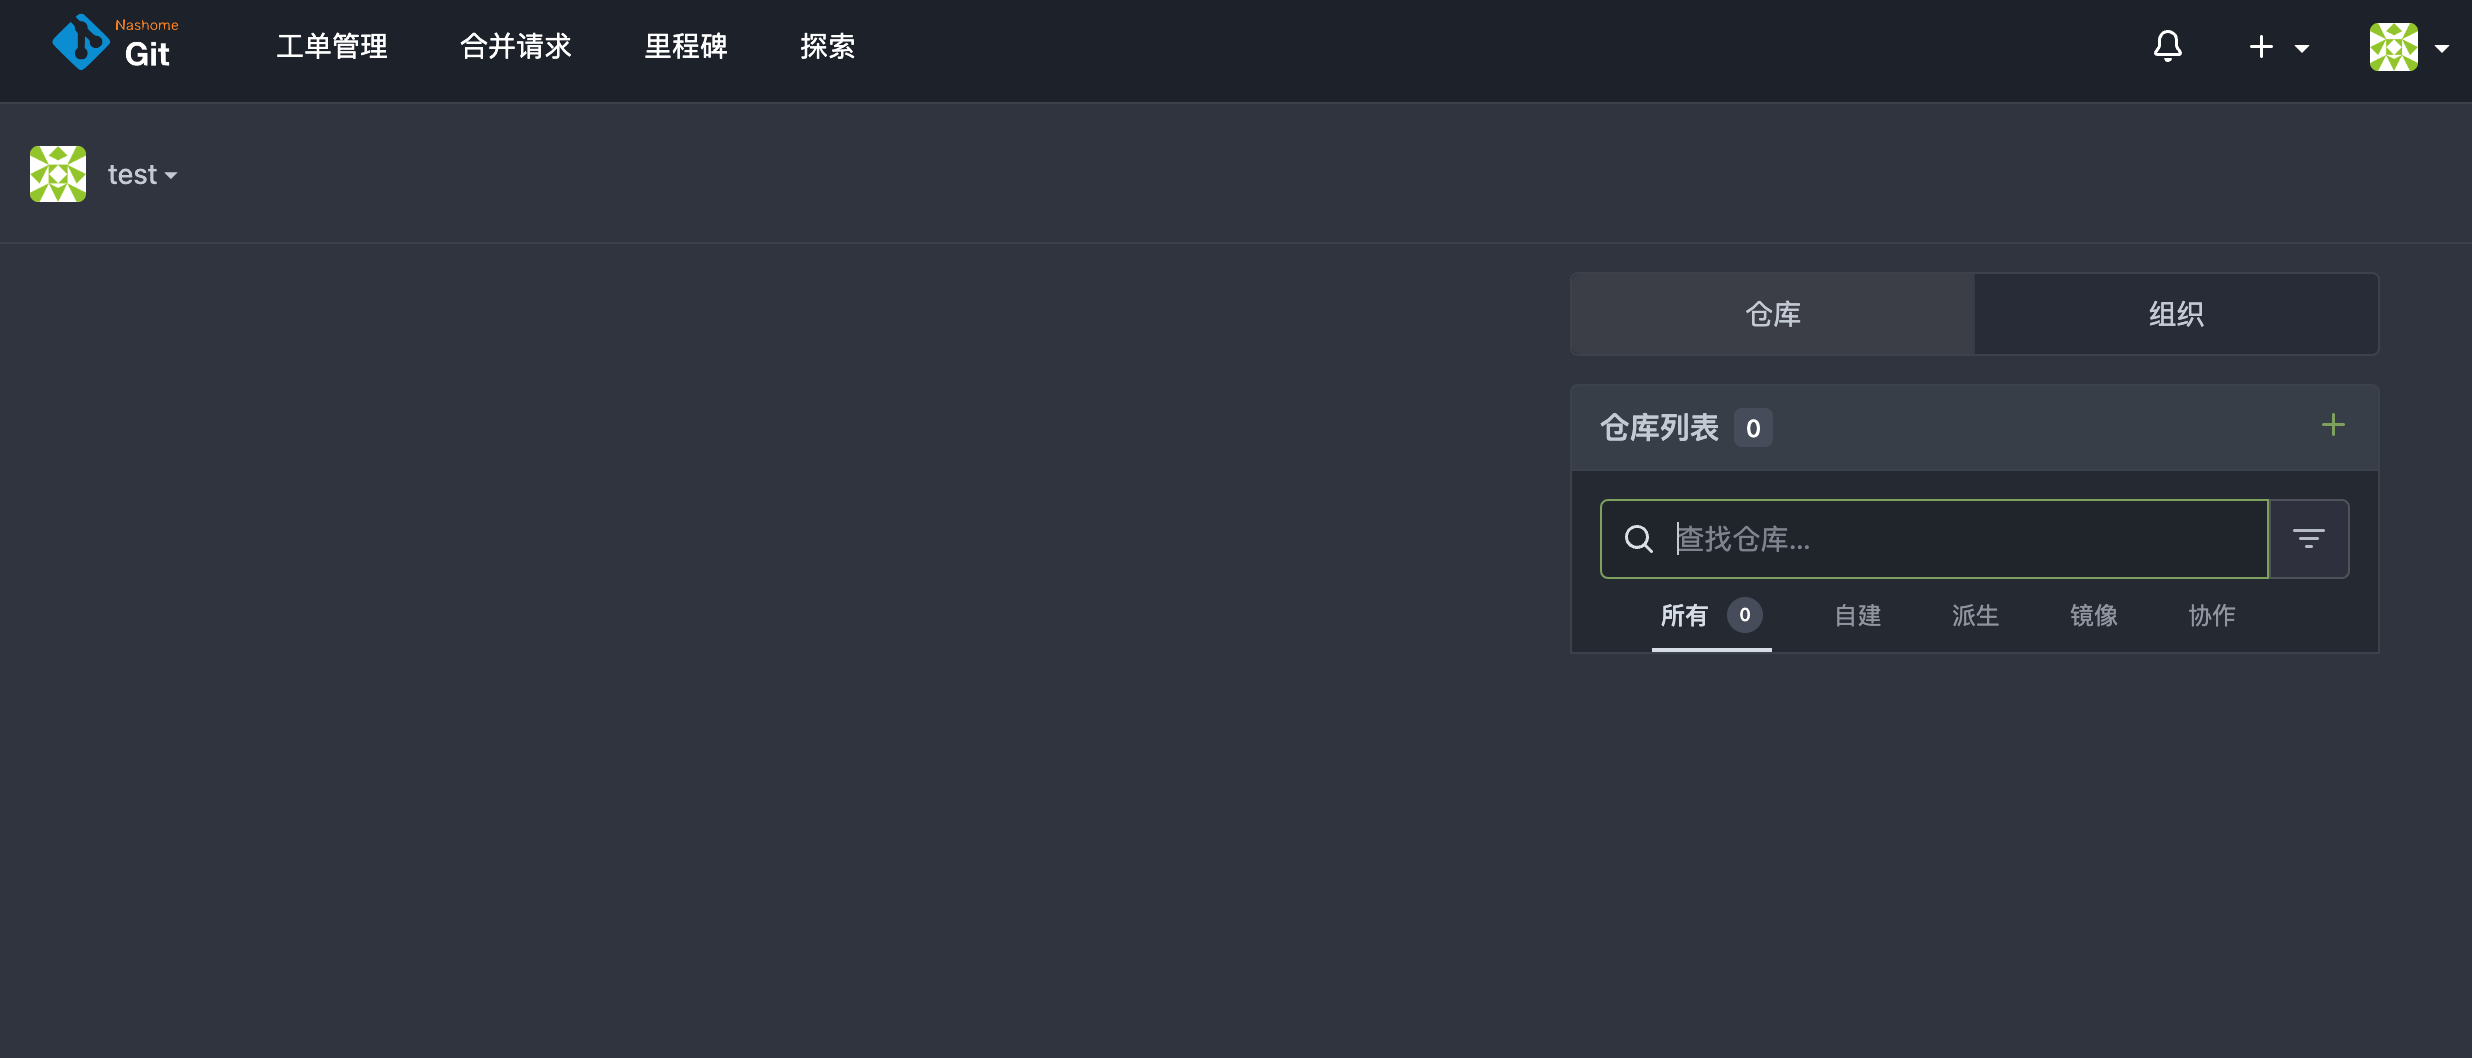 Nashome
Git
工单管理 合并请求 里程碑 探索
test
仓库 组织
仓库列表 0
查找仓库...
所有 0 自建 派生 镜像 协作